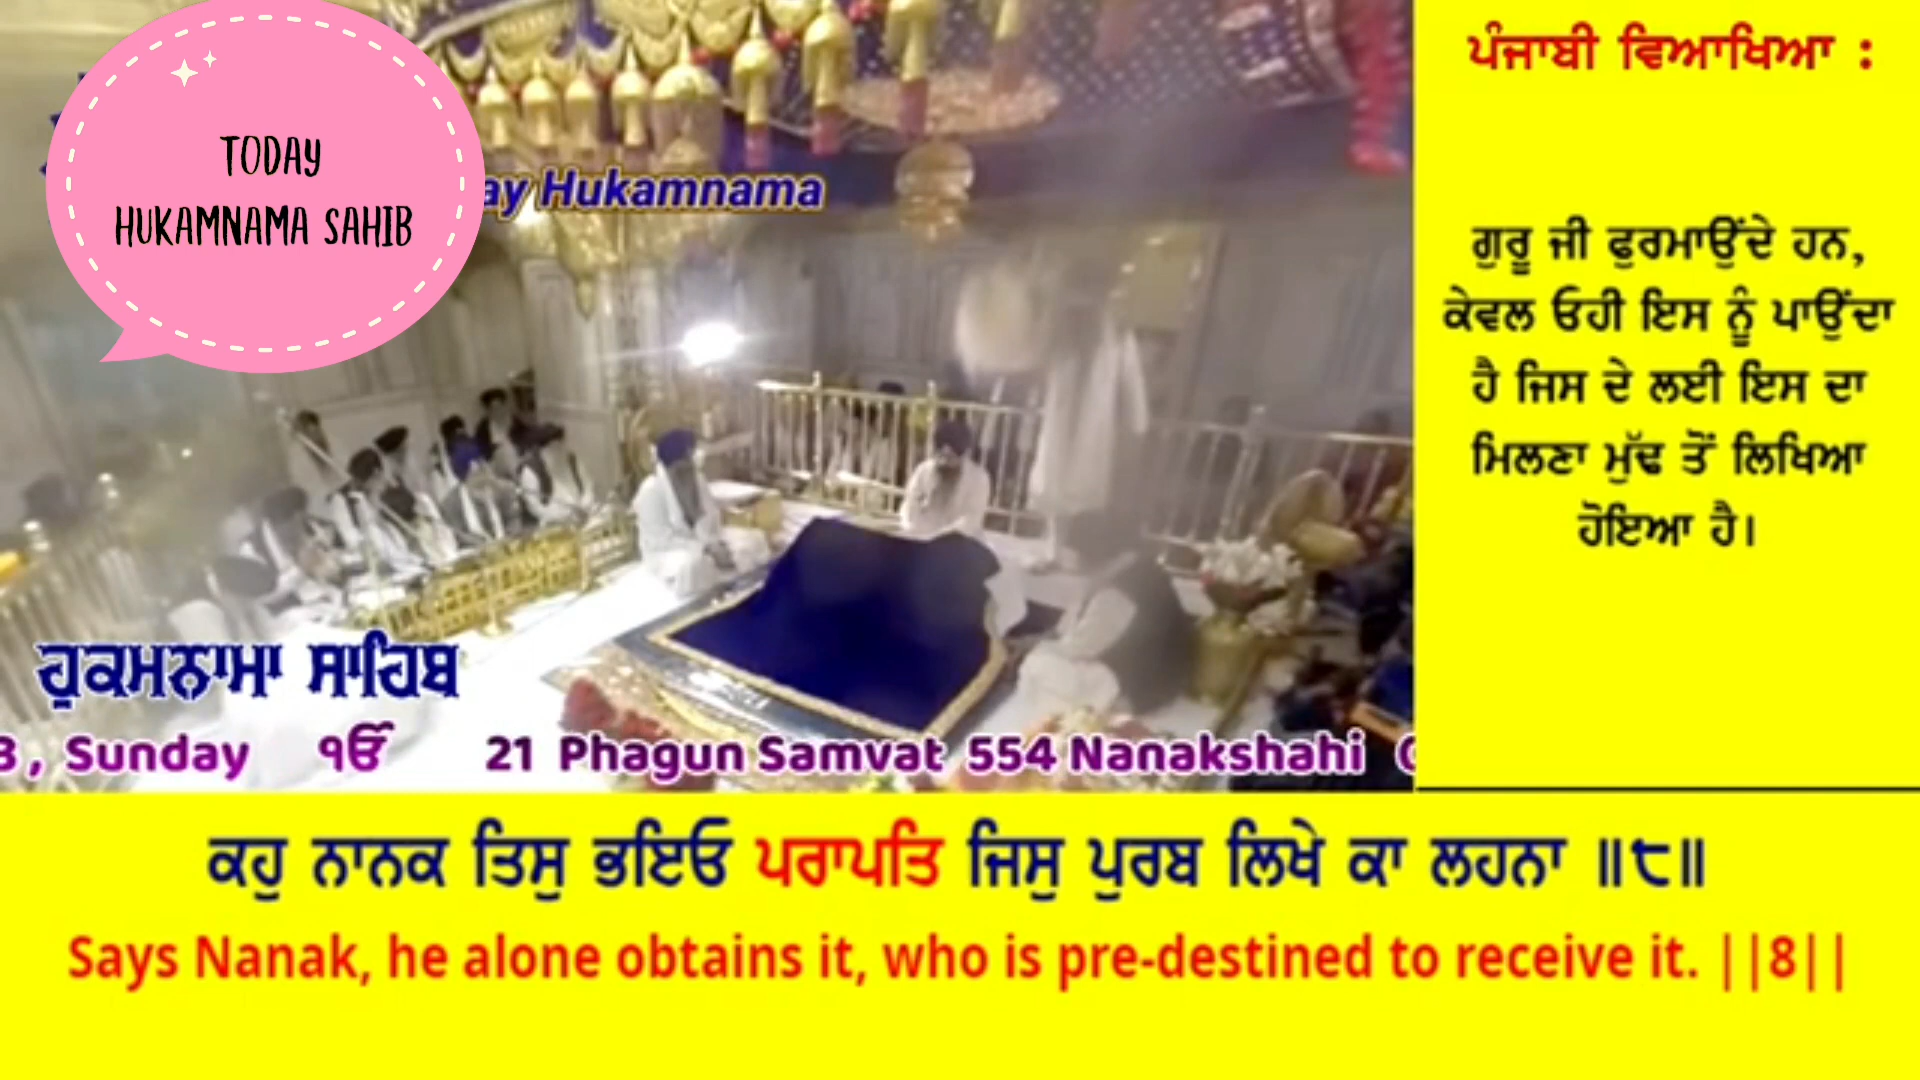 TODAY
HUKAMNAMA SAHIB
Hukamnama
ਪੰਜਾਬੀ ਵਿਆਖਿਆ :
ਗੁਰੂ ਜੀ ਫੁਰਮਾਉਂਦੇ ਹਨ,
ਕੇਵਲ ਓਹੀ ਇਸ ਨੂੰ ਪਾਉਂਦਾ
ਹੈ ਜਿਸ ਦੇ ਲਈ ਇਸ ਦਾ
ਮਿਲਣਾ ਮੁੱਢ ਤੋਂ ਲਿਖਿਆ
ਹੋਇਆ ਹੈ।
ਹੁਕਮਨਾਮਾ ਸਾਹਿਬ
3, Sunday ੧ੳੁੱ 21 Phagun Samvat 554 Nanakshahi
ਕਹੁ ਨਾਨਕ ਤਿਸੁ ਭਇਓ ਪਰਾਪਤਿ ਜਿਸੁ ਪੁਰਬ ਲਿਖੇ ਕਾ ਲਹਨਾ ॥੮॥
Says Nanak, he alone obtains it, who is pre-destined to receive it. ||8||